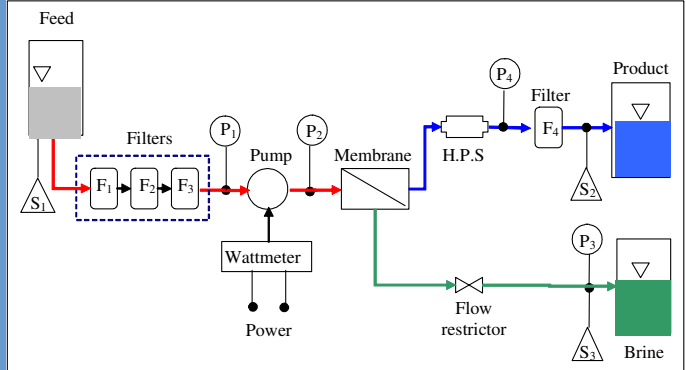 Feed
S1
Filters
F1
F2
F3
P1
Pump
P2
Wattmeter
Power
Membrane
H.P.S
P4
Filter
F4
Product
S2
P3
Flow
restrictor
S3
Brine